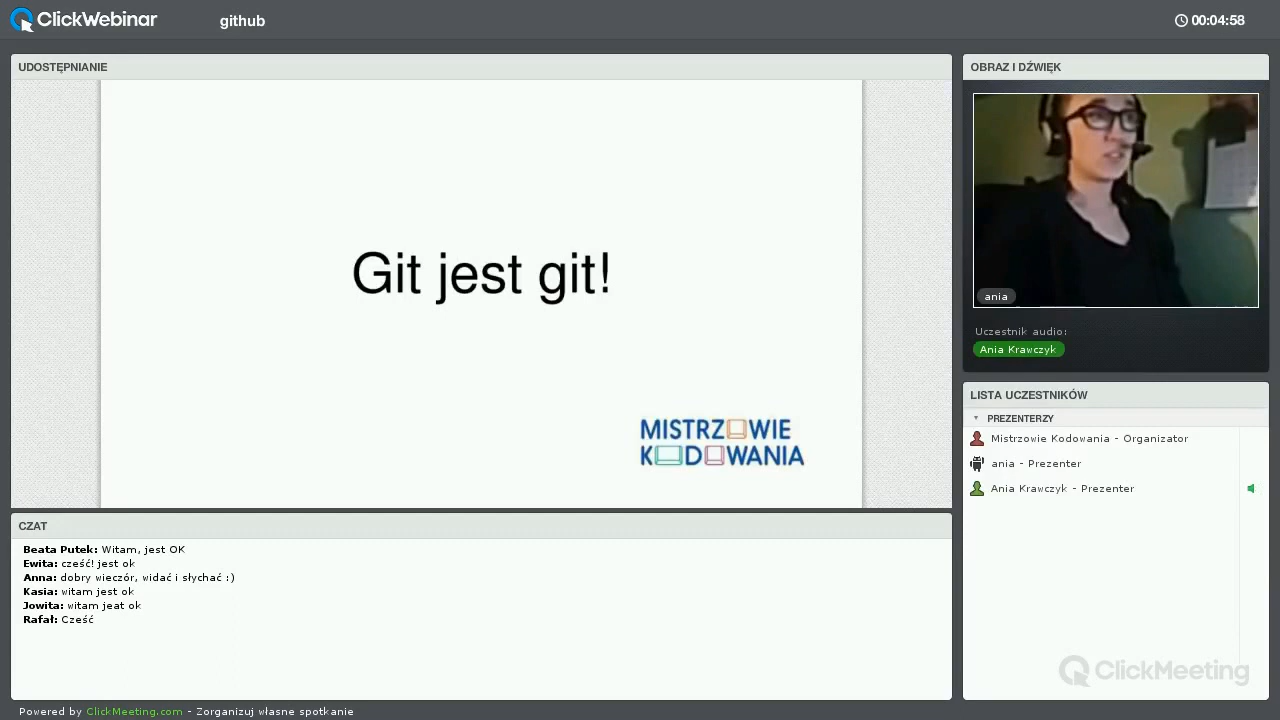 ClickWebinar
github
00:04:58
UDOSTĘPNIANIE
Git jest git!
MISTRZOWIE
KODOWANIA
OBRAZ I DŹWIĘK
ania
Uczestnik audio:
Ania Krawczyk
LISTA UCZESTNIKÓW
PREZENTERZY
Mistrzowie Kodowania - Organizator
ania - Prezenter
Ania Krawczyk - Prezenter
ClickMeeting
CZAT
Beata Putek: Witam, jest OK
Ewita: cześć! jest ok
Anna: dobry wieczór, widać i słychać :)
Kasia: witam jest ok
Jowita: witam jeat ok
Rafał: Cześć
Powered by ClickMeeting.com - Zorganizuj własne spotkanie